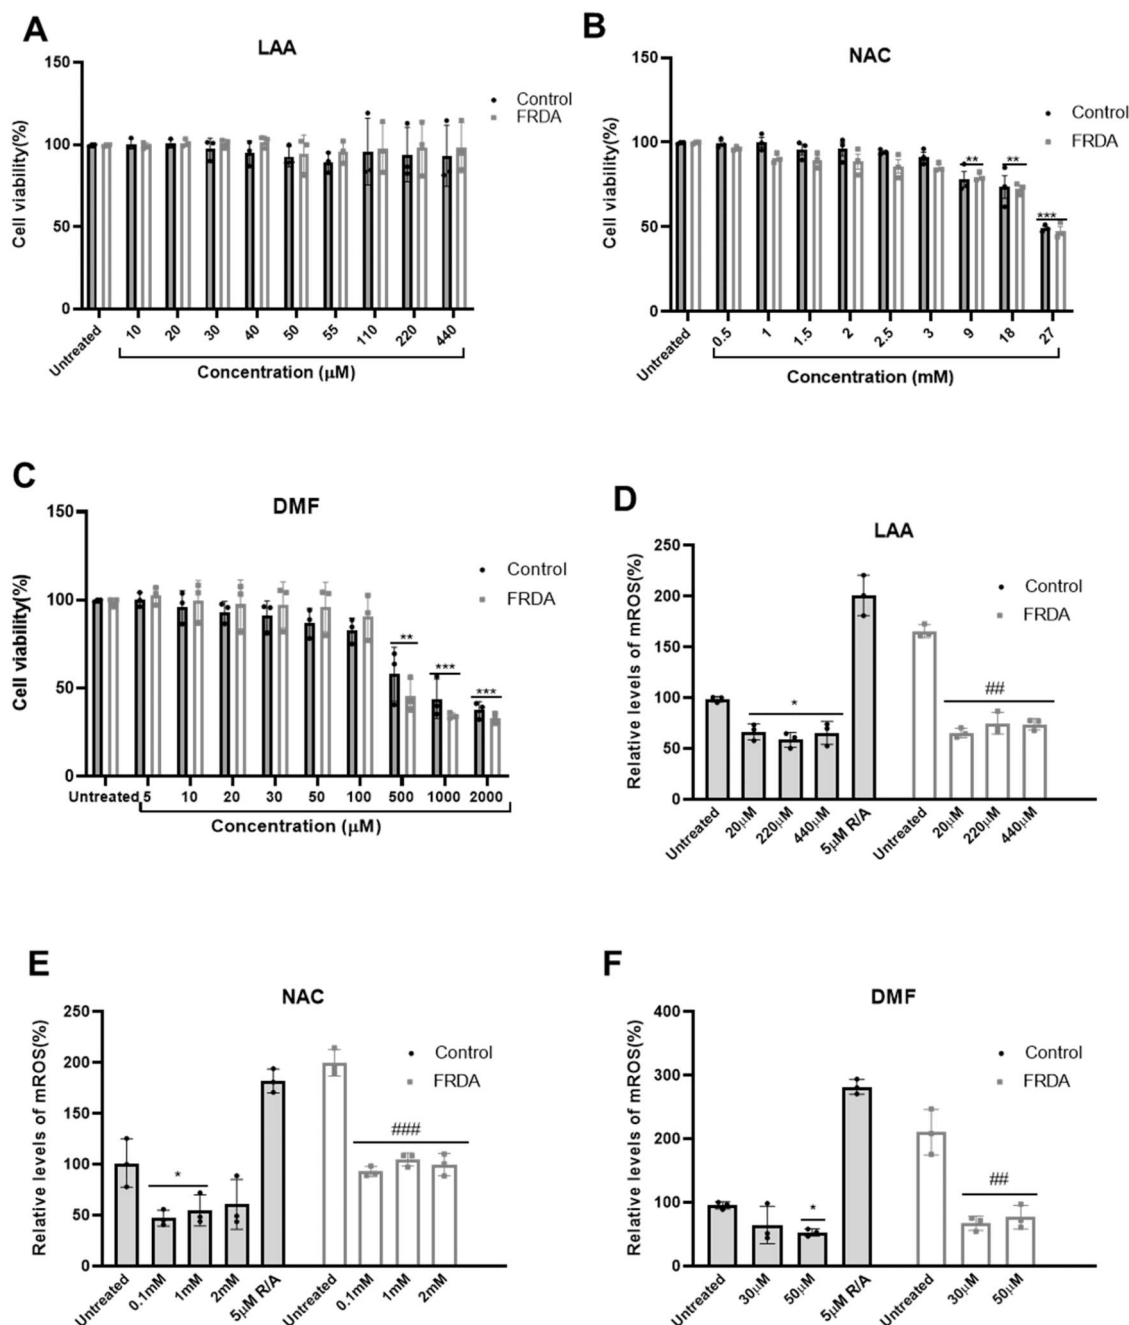 A
LAA
150
100
50
0
Cell viability(%)
Control
FRDA
Untreated 10 20 30 40 50 55 110 220 440
Concentration (μM)
B
NAC
150
100
50
0
Cell viability(%)
Control
FRDA
** ** ***
Untreated 0.5 1 1.5 2 2.5 3 9 18 27
Concentration (mM)
C
DMF
150
100
50
0
Cell viability(%)
Control
FRDA
** *** ***
Untreated 5 10 20 30 50 100 500 1000 2000
Concentration (μM)
D
LAA
250
200
150
100
50
0
Relative levels of mROS(%)
Control
FRDA
* ##
Untreated 20μM 220μM 440μM 5μM R/A Untreated 20μM 220μM 440μM
E
NAC
250
200
150
100
50
0
Relative levels of mROS(%)
Control
FRDA
* ###
Untreated 0.1mM 1mM 2mM 5μM R/A Untreated 0.1mM 1mM 2mM
F
DMF
400
300
200
100
0
Relative levels of mROS(%)
Control
FRDA
* ##
Untreated 30μM 50μM 5μM R/A Untreated 30μM 50μM